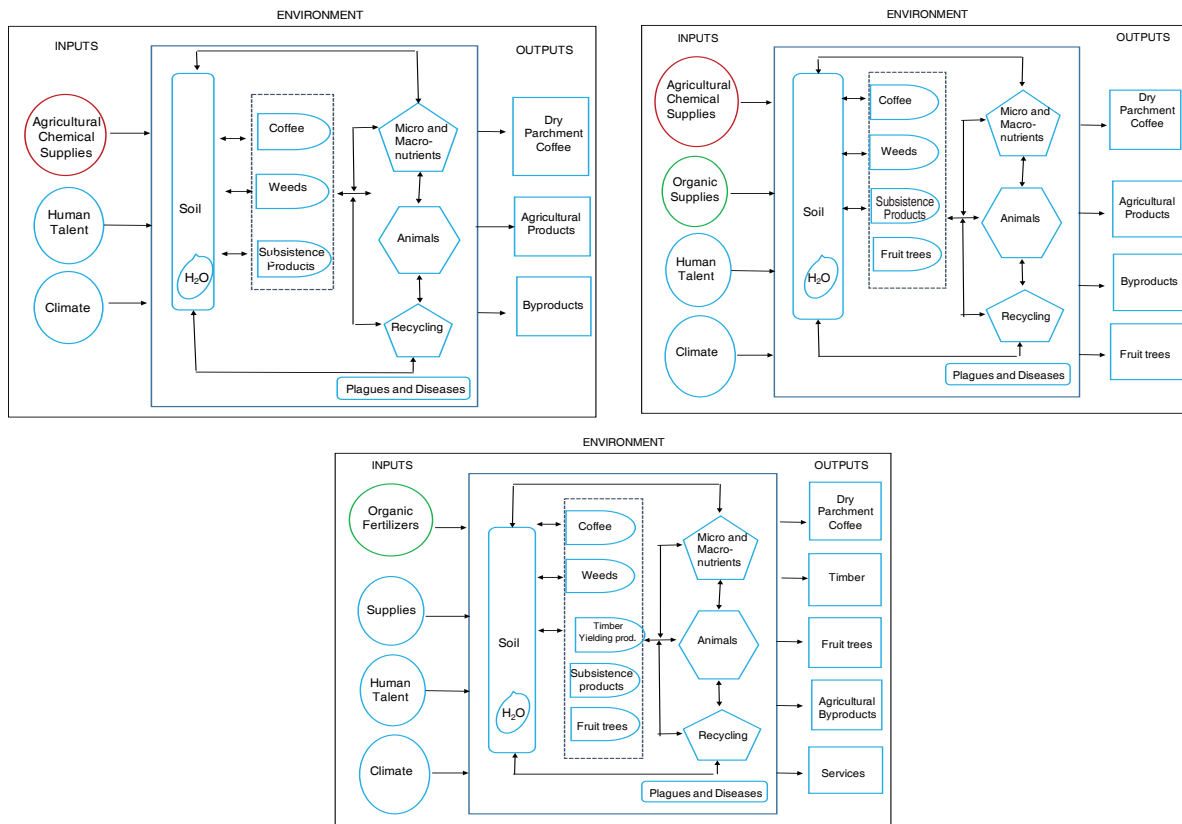 ENVIRONMENT
INPUTS
OUTPUTS
Agricultural
Chemical
Supplies
Human
Talent
Climate
Soil
H2O
Coffee
Weeds
Subsistence
Products
Micro and
Macro-
nutrients
Animals
Recycling
Plagues and Diseases
Dry
Parchment
Coffee
Agricultural
Products
Byproducts
ENVIRONMENT
INPUTS
OUTPUTS
Agricultural
Chemical
Supplies
Organic
Supplies
Human
Talent
Climate
Soil
H2O
Coffee
Weeds
Subsistence
Products
Fruit trees
Micro and
Macro-
nutrients
Animals
Recycling
Plagues and Diseases
Dry
Parchment
Coffee
Agricultural
Products
Byproducts
Fruit trees
ENVIRONMENT
INPUTS
OUTPUTS
Organic
Fertilizers
Supplies
Human
Talent
Climate
Soil
H2O
Coffee
Weeds
Timber
Yielding prod.
Subsistence
products
Fruit trees
Micro and
Macro-
nutrients
Animals
Recycling
Plagues and Diseases
Dry
Parchment
Coffee
Timber
Fruit trees
Agricultural
Byproducts
Services